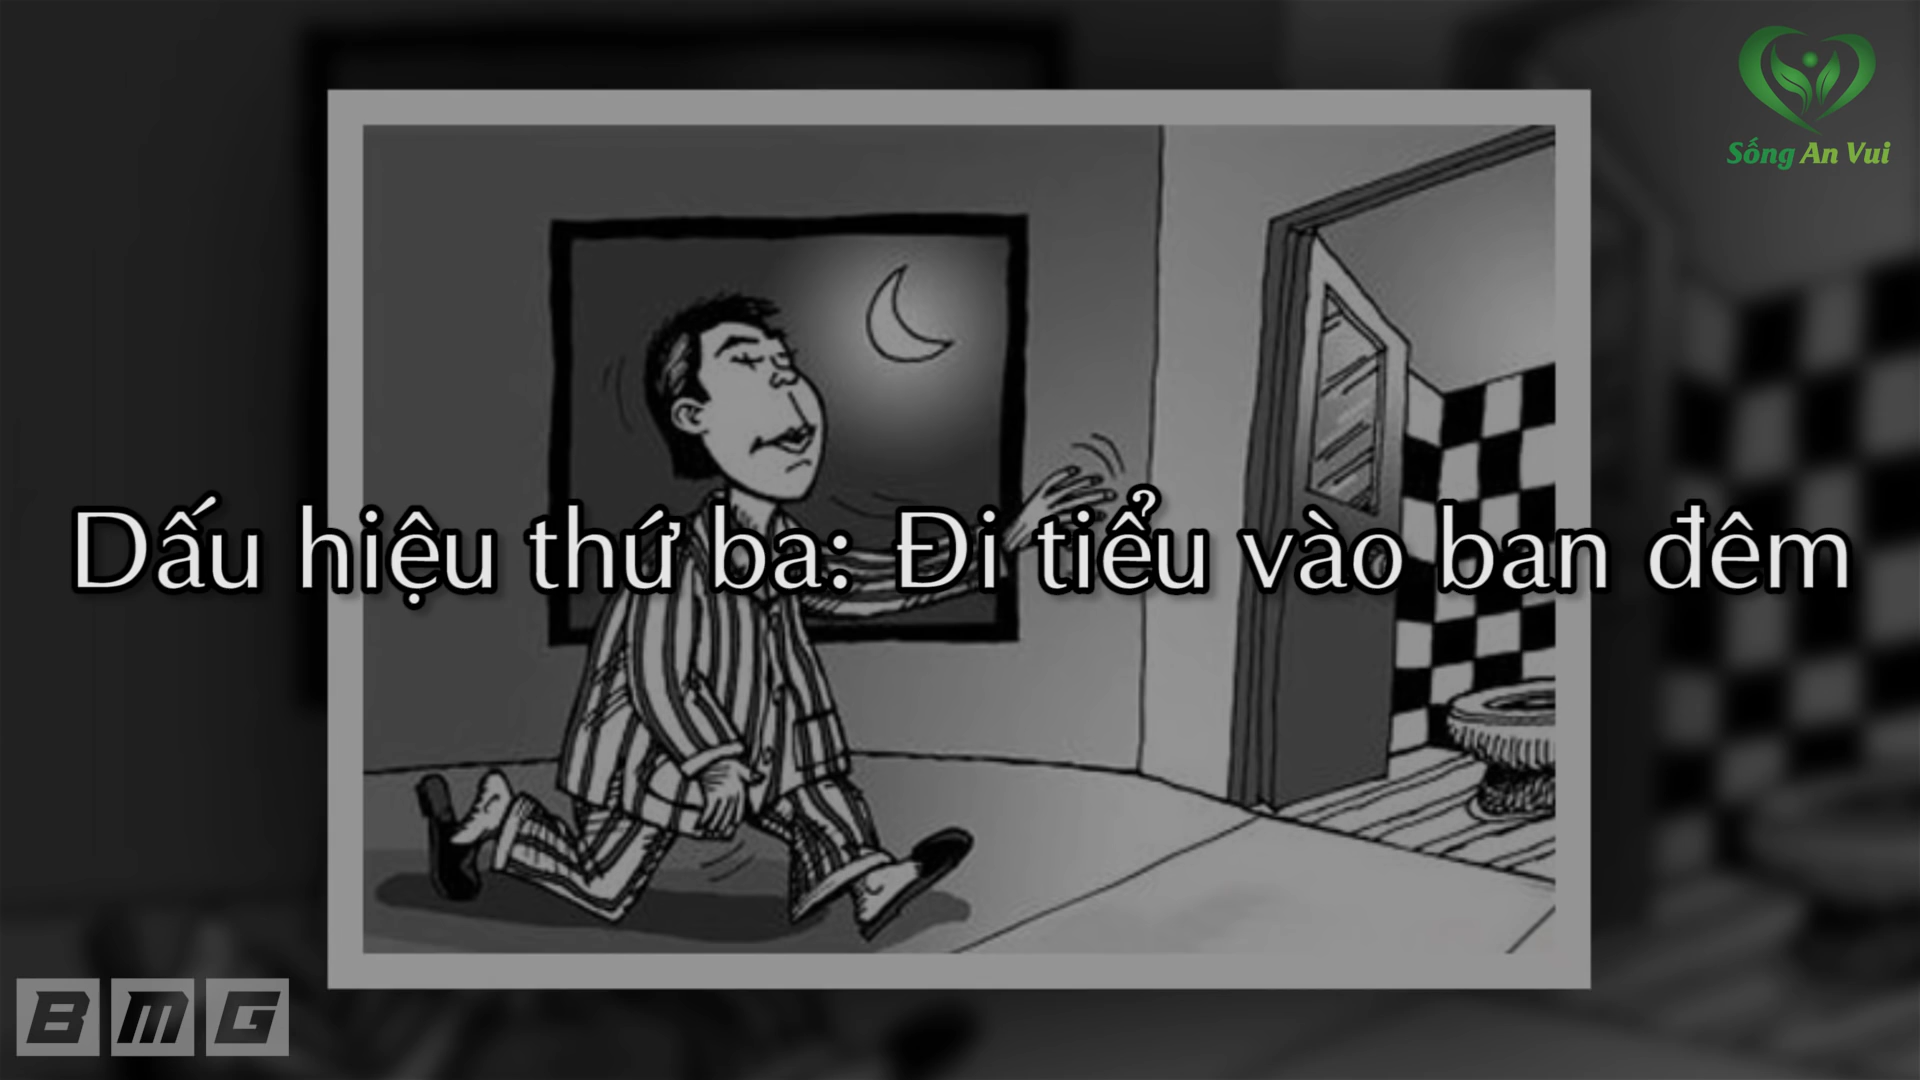 Sống An Vui
Dấu hiệu thứ ba: Đi tiểu vào ban đêm
BMG